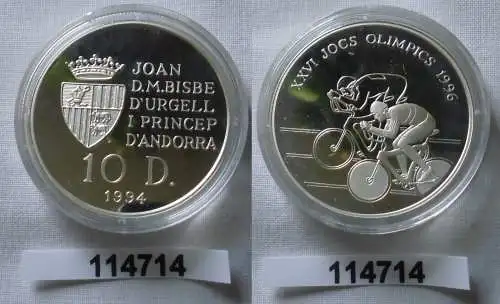 JOAN
D.M.BISBE
D'URGELL
I PRINCEP
D'ANDORRA
10 D.
1994
XXVI JOCS OLIMPICS 1996
114714
114714